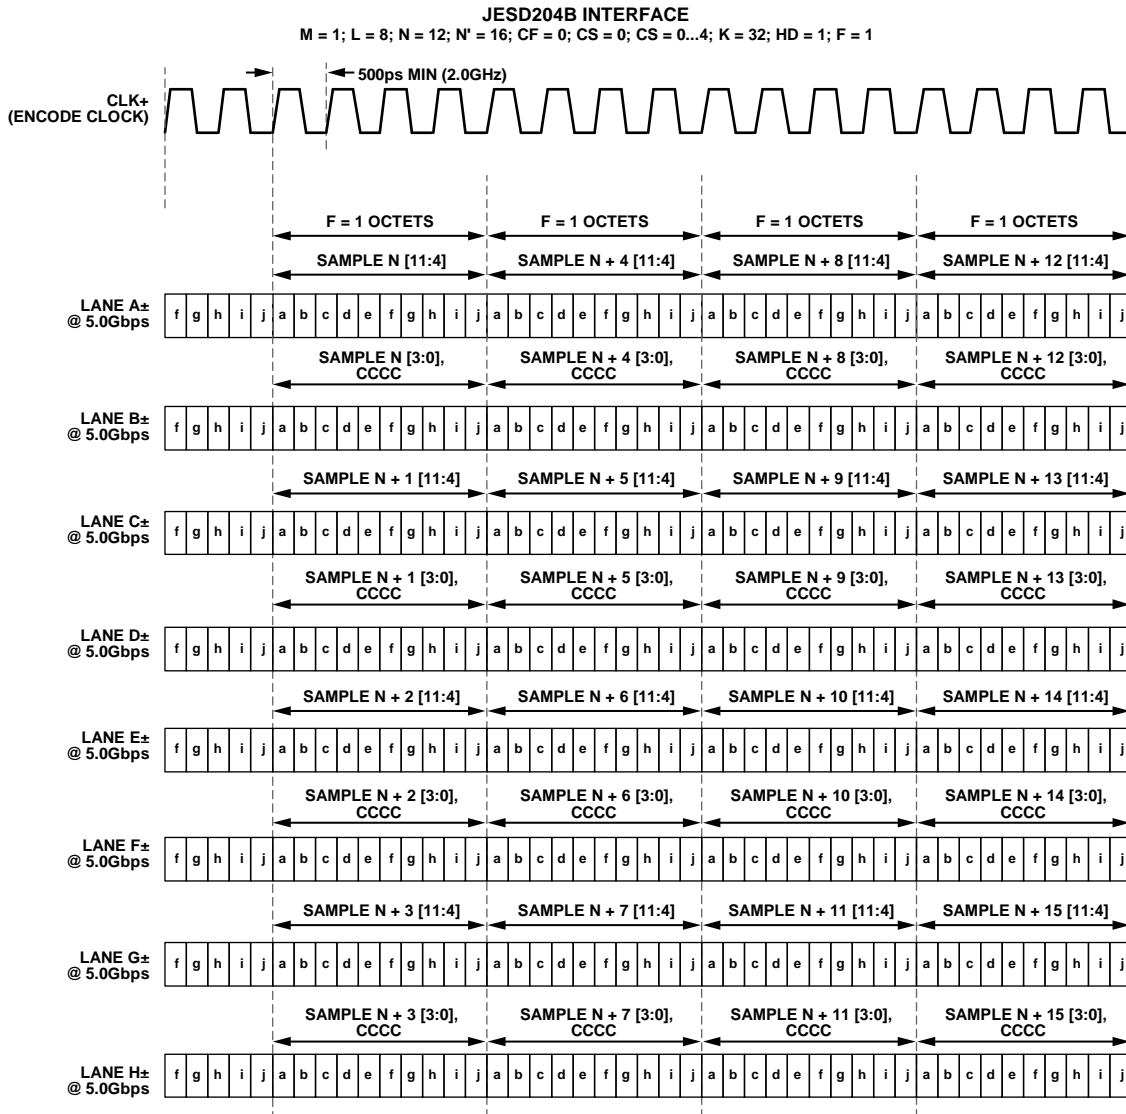 JESD204B INTERFACE
M = 1; L = 8; N = 12; N' = 16; CF = 0; CS = 0; CS = 0...4; K = 32; HD = 1; F = 1
500ps MIN (2.0GHz)
CLK+
(ENCODE CLOCK)
F = 1 OCTETS F = 1 OCTETS F = 1 OCTETS F = 1 OCTETS
SAMPLE N [11:4] SAMPLE N + 4 [11:4] SAMPLE N + 8 [11:4] SAMPLE N + 12 [11:4]
LANE A±
@ 5.0Gbps
f g h i j a b c d e f g h i j a b c d e f g h i j a b c d e f g h i j a b c d e f g h i j
SAMPLE N [3:0], SAMPLE N + 4 [3:0], SAMPLE N + 8 [3:0], SAMPLE N + 12 [3:0],
CCCC CCCC CCCC CCCC
LANE B±
@ 5.0Gbps
f g h i j a b c d e f g h i j a b c d e f g h i j a b c d e f g h i j a b c d e f g h i j
SAMPLE N + 1 [11:4] SAMPLE N + 5 [11:4] SAMPLE N + 9 [11:4] SAMPLE N + 13 [11:4]
LANE C±
@ 5.0Gbps
f g h i j a b c d e f g h i j a b c d e f g h i j a b c d e f g h i j a b c d e f g h i j
SAMPLE N + 1 [3:0], SAMPLE N + 5 [3:0], SAMPLE N + 9 [3:0], SAMPLE N + 13 [3:0],
CCCC CCCC CCCC CCCC
LANE D±
@ 5.0Gbps
f g h i j a b c d e f g h i j a b c d e f g h i j a b c d e f g h i j a b c d e f g h i j
SAMPLE N + 2 [11:4] SAMPLE N + 6 [11:4] SAMPLE N + 10 [11:4] SAMPLE N + 14 [11:4]
LANE E±
@ 5.0Gbps
f g h i j a b c d e f g h i j a b c d e f g h i j a b c d e f g h i j a b c d e f g h i j
SAMPLE N + 2 [3:0], SAMPLE N + 6 [3:0], SAMPLE N + 10 [3:0], SAMPLE N + 14 [3:0],
CCCC CCCC CCCC CCCC
LANE F±
@ 5.0Gbps
f g h i j a b c d e f g h i j a b c d e f g h i j a b c d e f g h i j a b c d e f g h i j
SAMPLE N + 3 [11:4] SAMPLE N + 7 [11:4] SAMPLE N + 11 [11:4] SAMPLE N + 15 [11:4]
LANE G±
@ 5.0Gbps
f g h i j a b c d e f g h i j a b c d e f g h i j a b c d e f g h i j a b c d e f g h i j
SAMPLE N + 3 [3:0], SAMPLE N + 7 [3:0], SAMPLE N + 11 [3:0], SAMPLE N + 15 [3:0],
CCCC CCCC CCCC CCCC
LANE H±
@ 5.0Gbps
f g h i j a b c d e f g h i j a b c d e f g h i j a b c d e f g h i j a b c d e f g h i j